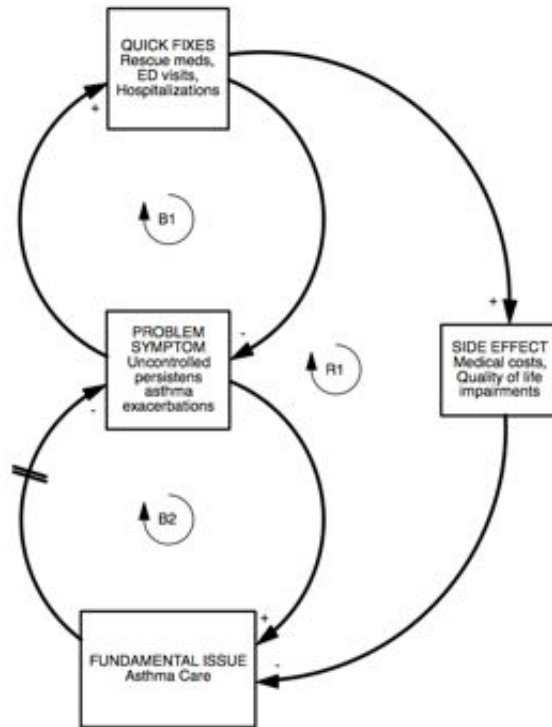 QUICK FIXES
Rescue meds,
ED visits,
Hospitalizations
+
B1
-
+
PROBLEM
SYMPTOM
Uncontrolled
persistens
asthma
exacerbations
SIDE EFFECT
Medical costs,
Quality of life
impairments
R1
-
B2
+
-
FUNDAMENTAL ISSUE
Asthma Care